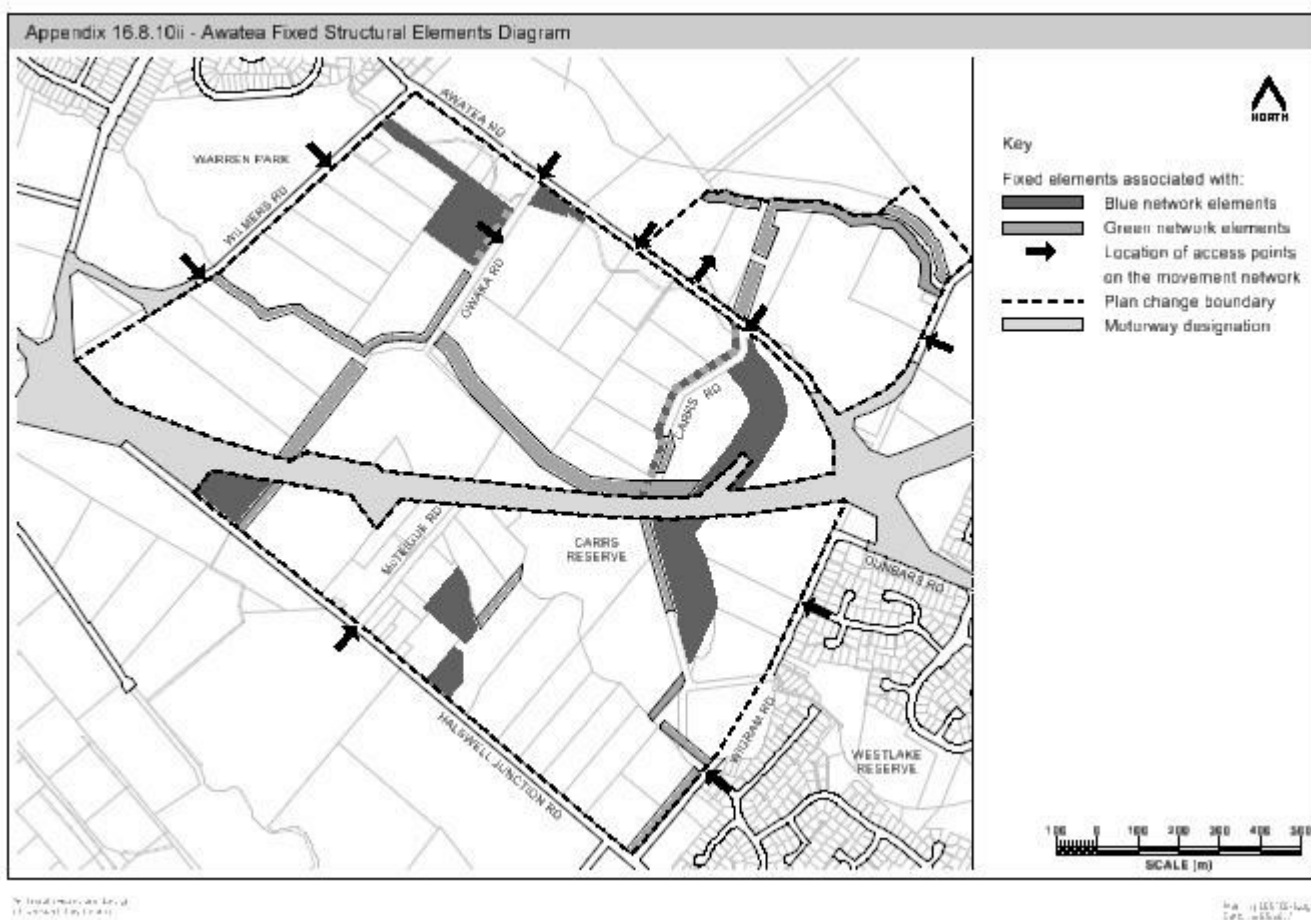 Appendix 16.8.10ii - Awatea Fixed Structural Elements Diagram
AWATEA RD
WARREN PARK
WILMERS RD
OWAKA RD
CARRS RD
McTEIGUE RD
CARRS
RESERVE
DUNBARS RD
HALSWELL JUNCTION RD
WIGRAM RD
WESTLAKE
RESERVE
NORTH
Key
Fixed elements associated with:
Blue network elements
Green network elements
Location of access points
on the movement network
Plan change boundary
Motorway designation
100 0 100 200 300 400 500
SCALE (m)